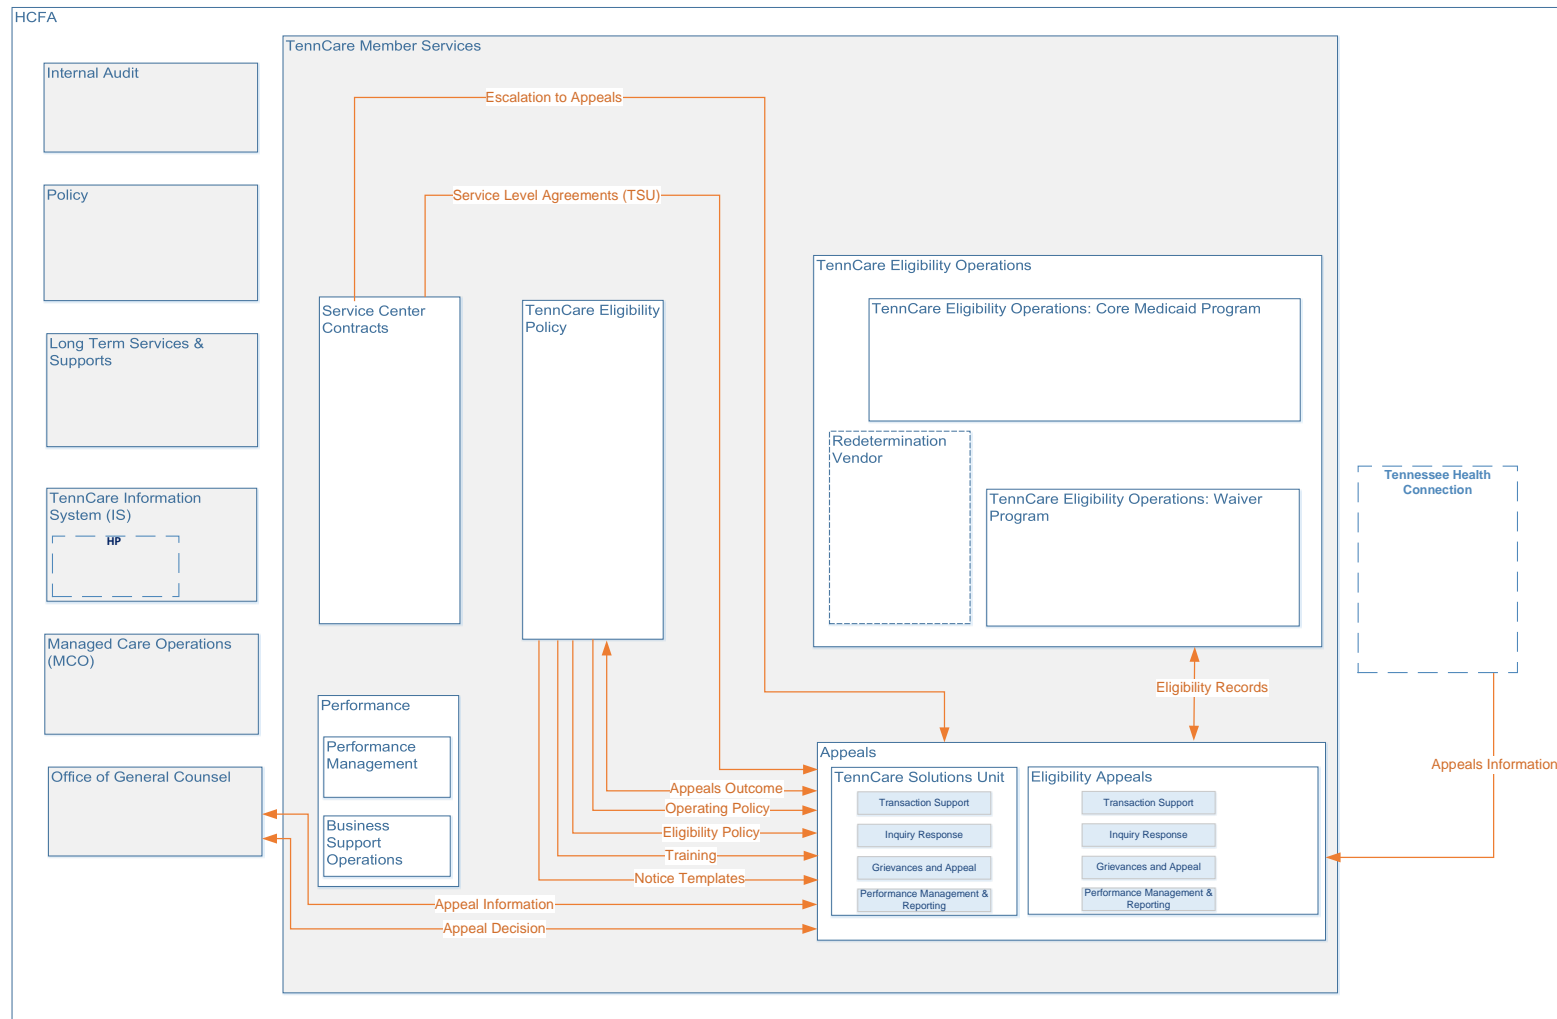 HCFA
TennCare Member Services
Internal Audit
Policy
Long Term Services &
Supports
TennCare Information
System (IS)
HP
Managed Care Operations
(MCO)
Office of General Counsel
Escalation to Appeals
Service Level Agreements (TSU)
Service Center
Contracts
TennCare Eligibility
Policy
TennCare Eligibility Operations
TennCare Eligibility Operations: Core Medicaid Program
Redetermination
Vendor
TennCare Eligibility Operations: Waiver
Program
Tennessee Health
Connection
Performance
Performance
Management
Business
Support
Operations
Eligibility Records
Appeals Information
Appeals Outcome
Operating Policy
Eligibility Policy
Training
Notice Templates
Appeal Information
Appeal Decision
Appeals
TennCare Solutions Unit
Transaction Support
Inquiry Response
Grievances and Appeal
Performance Management &
Reporting
Eligibility Appeals
Transaction Support
Inquiry Response
Grievances and Appeal
Performance Management &
Reporting